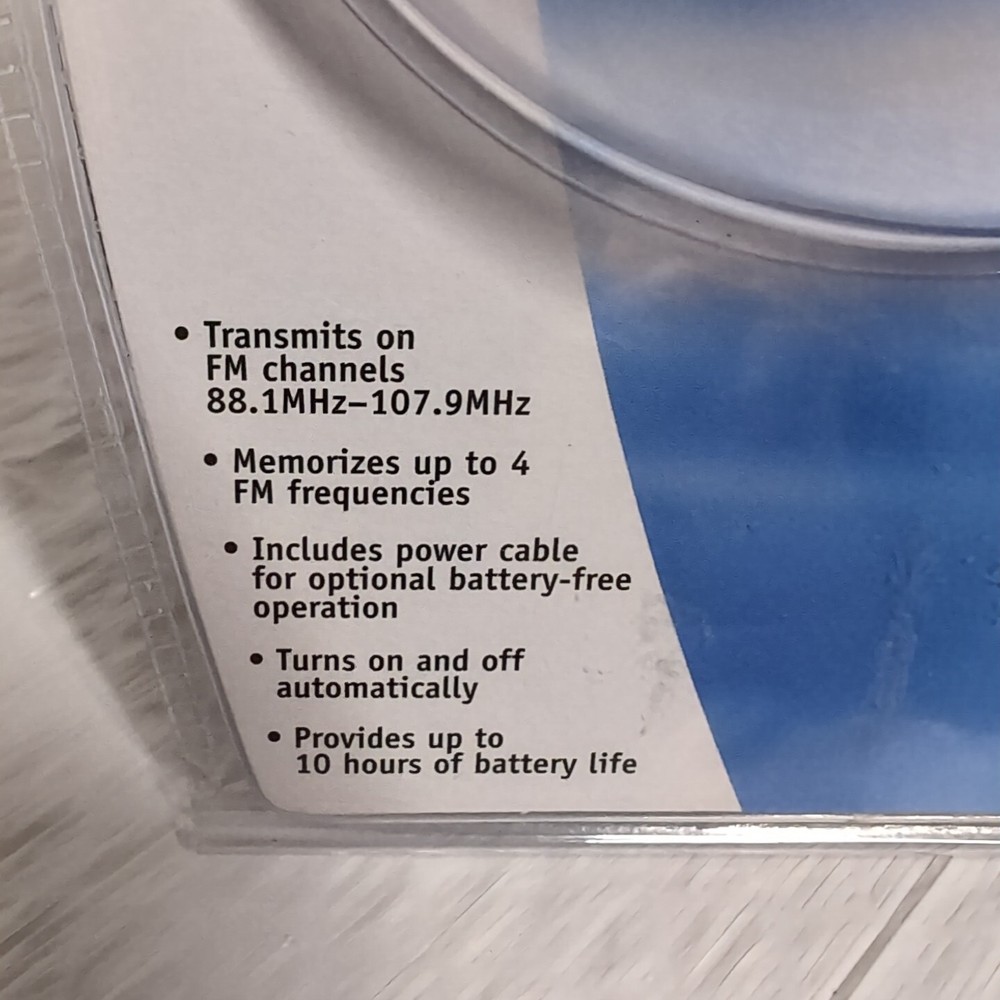 • Transmits on
FM channels
88.1MHz–107.9MHz
• Memorizes up to 4
FM frequencies
• Includes power cable
for optional battery-free
operation
• Turns on and off
automatically
• Provides up to
10 hours of battery life